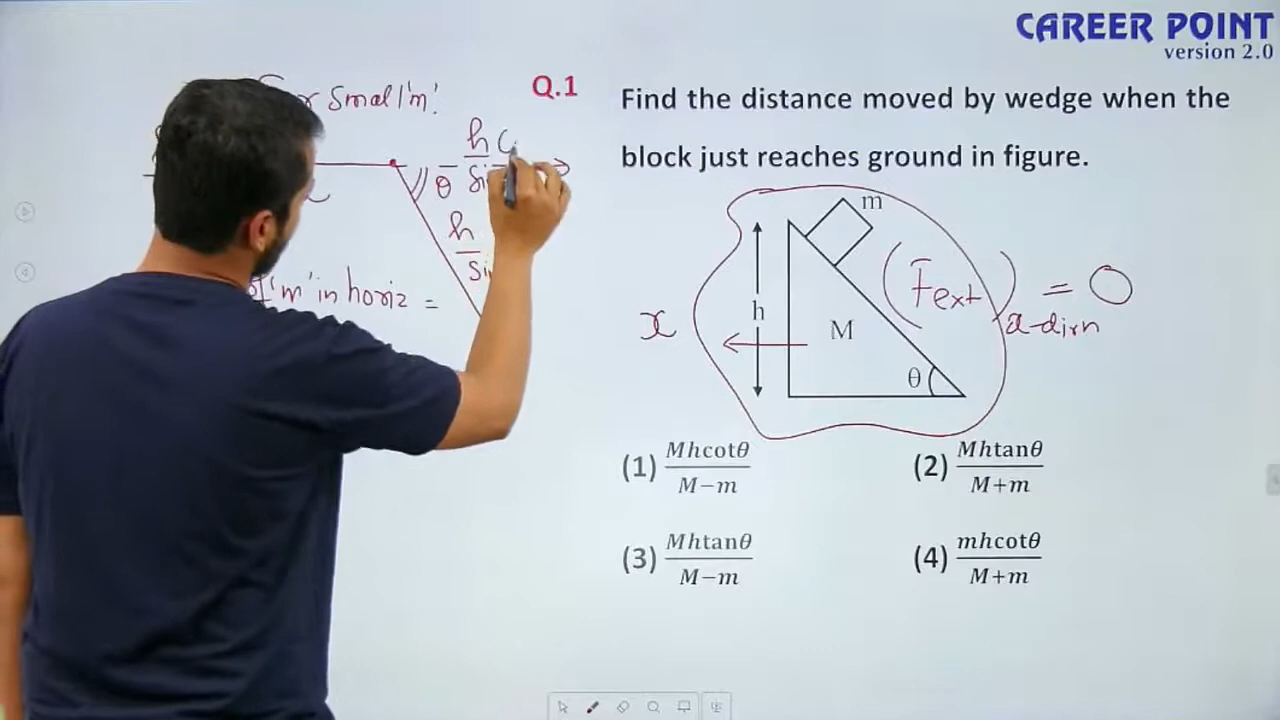 CAREER POINT
version 2.0
Small 'm'.
Q.1 Find the distance moved by wedge when the
block just reaches ground in figure.
h
θ
h
m
(Fext)x-dirn = 0
h
x
M
θ
'm' in horiz =
(1) Mhcotθ/M−m
(2) Mhtanθ/M+m
(3) Mhtanθ/M−m
(4) mhcotθ/M+m